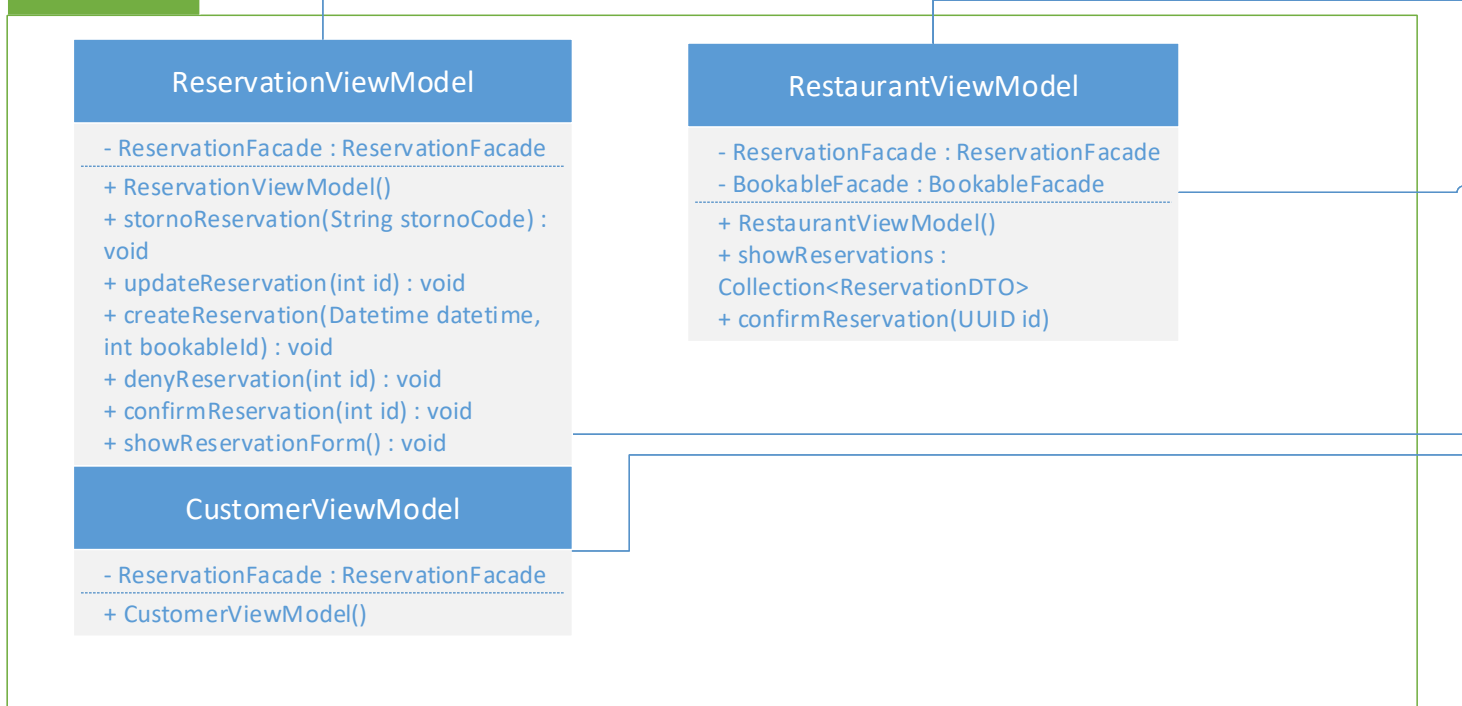 ReservationViewModel
- ReservationFacade : ReservationFacade
+ ReservationViewModel()
+ stornoReservation(String stornoCode) :
void
+ updateReservation(int id) : void
+ createReservation(Datetime datetime,
int bookableId) : void
+ denyReservation(int id) : void
+ confirmReservation(int id) : void
+ showReservationForm() : void
CustomerViewModel
- ReservationFacade : ReservationFacade
+ CustomerViewModel()
RestaurantViewModel
- ReservationFacade : ReservationFacade
- BookableFacade : BookableFacade
+ RestaurantViewModel()
+ showReservations :
Collection<ReservationDTO>
+ confirmReservation(UUID id)